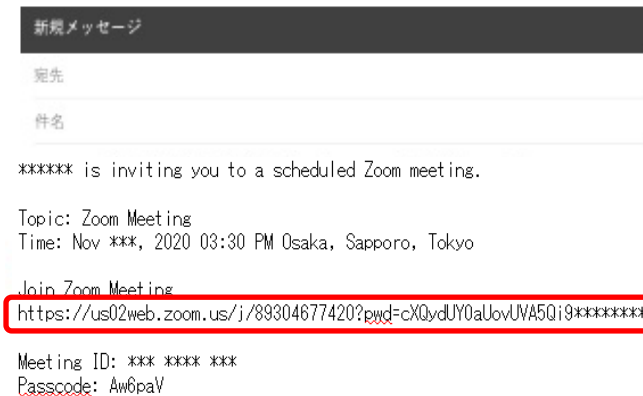 新規メッセージ
宛先
件名
****** is inviting you to a scheduled Zoom meeting.
Topic: Zoom Meeting
Time: Nov ***, 2020 03:30 PM Osaka, Sapporo, Tokyo
Join Zoom Meeting
https://us02web.zoom.us/j/89304677420?pwd=cXQydUY0aUovUVA5Qi9********
Meeting ID: *** **** ***
Passcode: Aw6paV